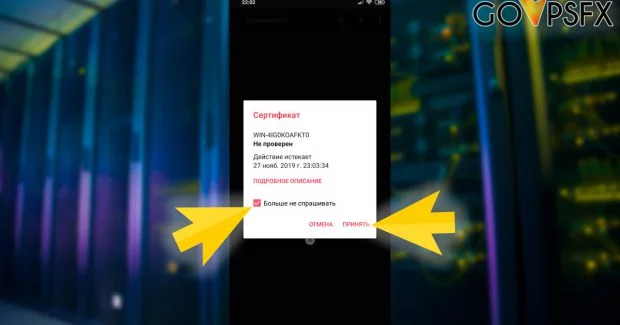 22:02
GOVPSFX
Сертификат
WIN-4IG0KOAFKT0
Не проверен
Действие истекает
27 нояб. 2019 г. 23:03:34
ПОДРОБНОЕ ОПИСАНИЕ
Больше не спрашивать
ОТМЕНА ПРИНЯТЬ